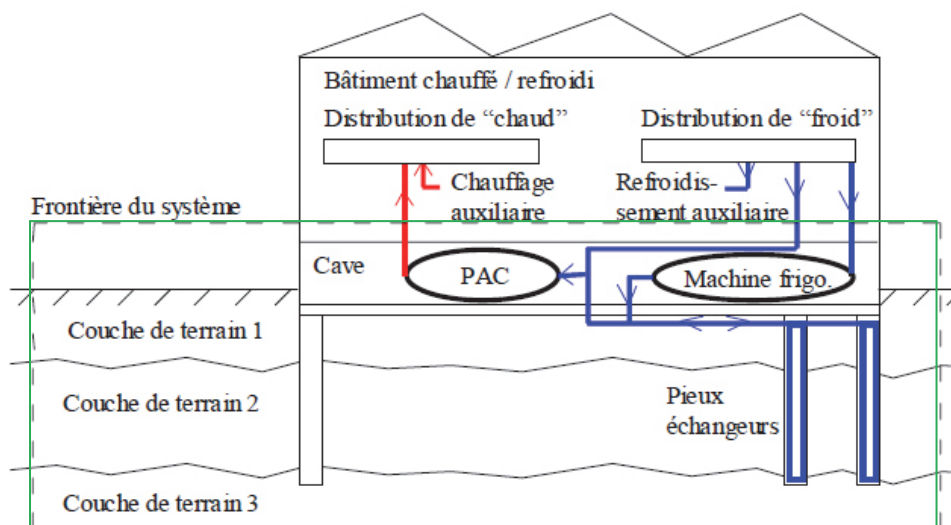 Bâtiment chauffé / refroidi
Distribution de “chaud”
Distribution de “froid”
Chauffage
auxiliaire
Refroidis-
sement auxiliaire
Frontière du système
Cave
PAC
Machine frigo.
Couche de terrain 1
Couche de terrain 2
Pieux
échangeurs
Couche de terrain 3